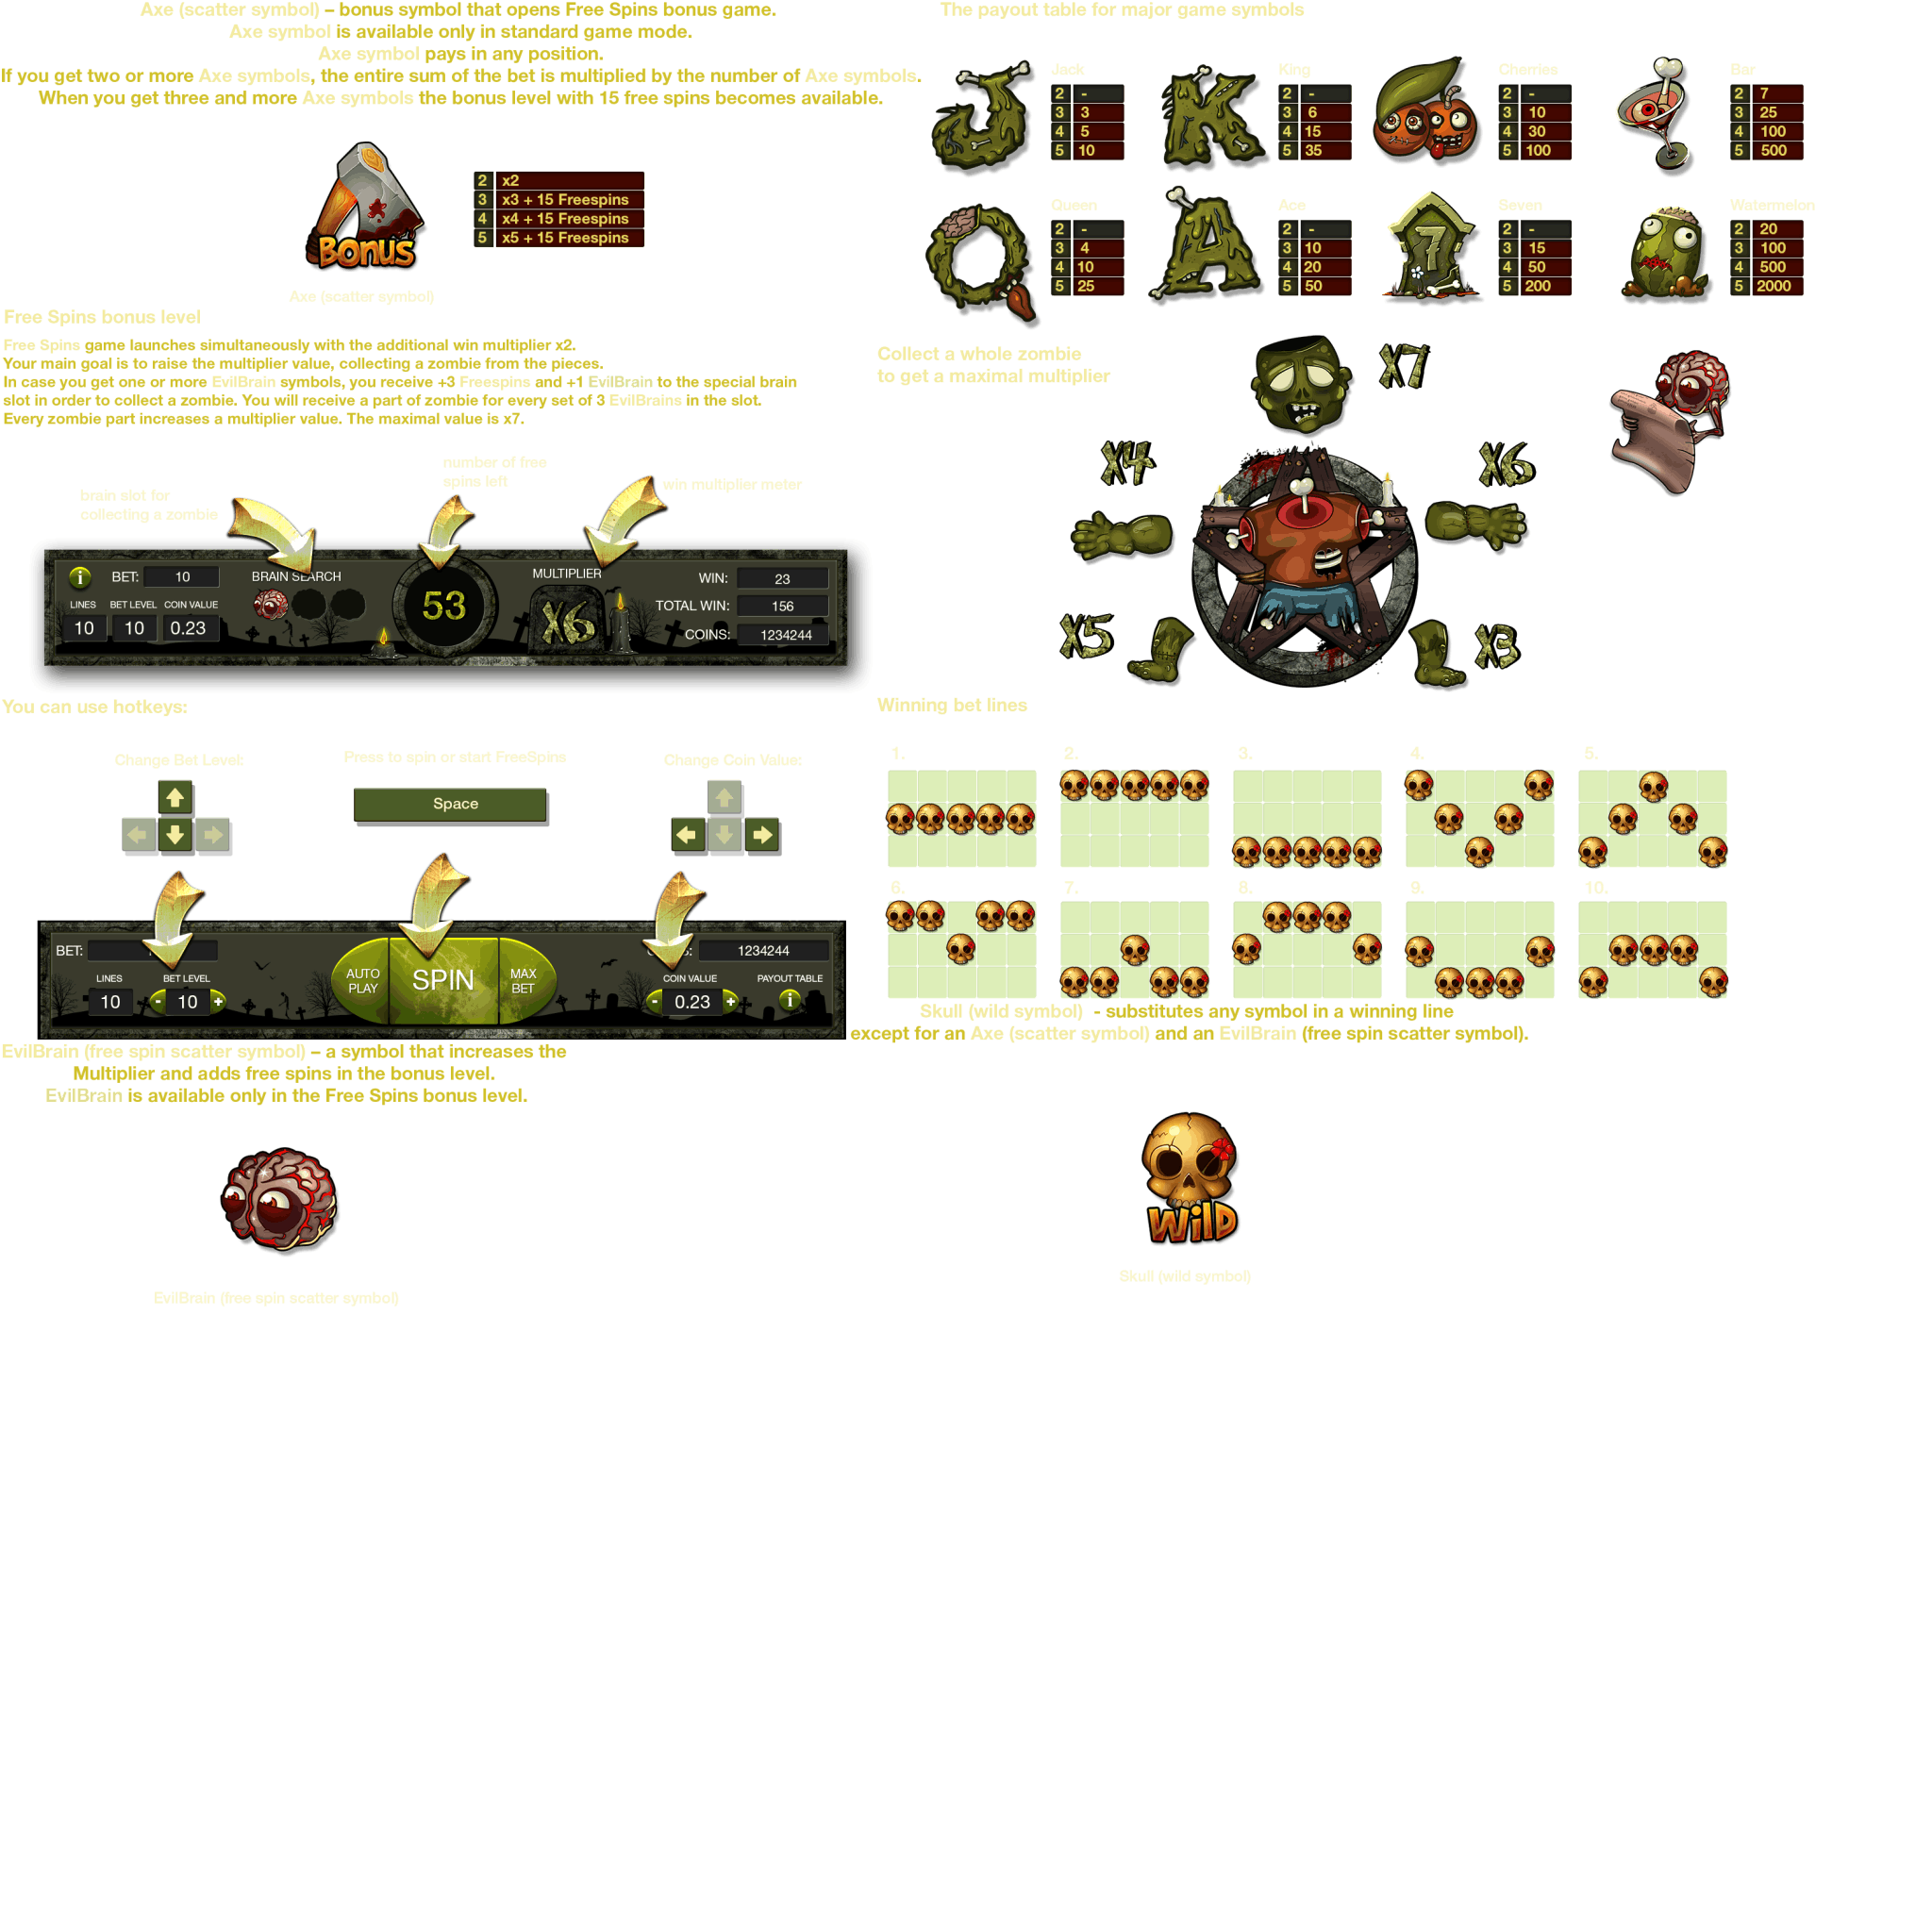 Axe (scatter symbol) – bonus symbol that opens Free Spins bonus game.
Axe symbol is available only in standard game mode.
Axe symbol pays in any position.
If you get two or more Axe symbols, the entire sum of the bet is multiplied by the number of Axe symbols.
When you get three and more Axe symbols the bonus level with 15 free spins becomes available.
BONUS
2 x2
3 x3 + 15 Freespins
4 x4 + 15 Freespins
5 x5 + 15 Freespins
Axe (scatter symbol)
The payout table for major game symbols
J
Jack
2 -
3 3
4 5
5 10
K
King
2 -
3 6
4 15
5 35
Cherries
2 -
3 10
4 30
5 100
Bar
2 7
3 25
4 100
5 500
Q
Queen
2 -
3 4
4 10
5 25
A
Ace
2 -
3 10
4 20
5 50
7
Seven
2 -
3 15
4 50
5 200
Watermelon
2 20
3 100
4 500
5 2000
Free Spins bonus level
Free Spins game launches simultaneously with the additional win multiplier x2.
Your main goal is to raise the multiplier value, collecting a zombie from the pieces.
In case you get one or more EvilBrain symbols, you receive +3 Freespins and +1 EvilBrain to the special brain
slot in order to collect a zombie. You will receive a part of zombie for every set of 3 EvilBrains in the slot.
Every zombie part increases a multiplier value. The maximal value is x7.
brain slot for
collecting a zombie
number of free
spins left
win multiplier meter
i
BET: 10
LINES BET LEVEL COIN VALUE
10 10 0.23
BRAIN SEARCH
53
MULTIPLIER
X6
WIN: 23
TOTAL WIN: 156
COINS: 1234244
Collect a whole zombie
to get a maximal multiplier
X7
X4
X6
X5
X3
You can use hotkeys:
Change Bet Level:
Press to spin or start FreeSpins
Change Coin Value:
Space
BET:
LINES
10
BET LEVEL
- 10 +
AUTO
PLAY
SPIN
MAX
BET
1234244
COIN VALUE
- 0.23 +
PAYOUT TABLE
i
Winning bet lines
1. 2. 3. 4. 5.
6. 7. 8. 9. 10.
EvilBrain (free spin scatter symbol) – a symbol that increases the
Multiplier and adds free spins in the bonus level.
EvilBrain is available only in the Free Spins bonus level.
EvilBrain (free spin scatter symbol)
Skull (wild symbol) - substitutes any symbol in a winning line
except for an Axe (scatter symbol) and an EvilBrain (free spin scatter symbol).
WilD
Skull (wild symbol)